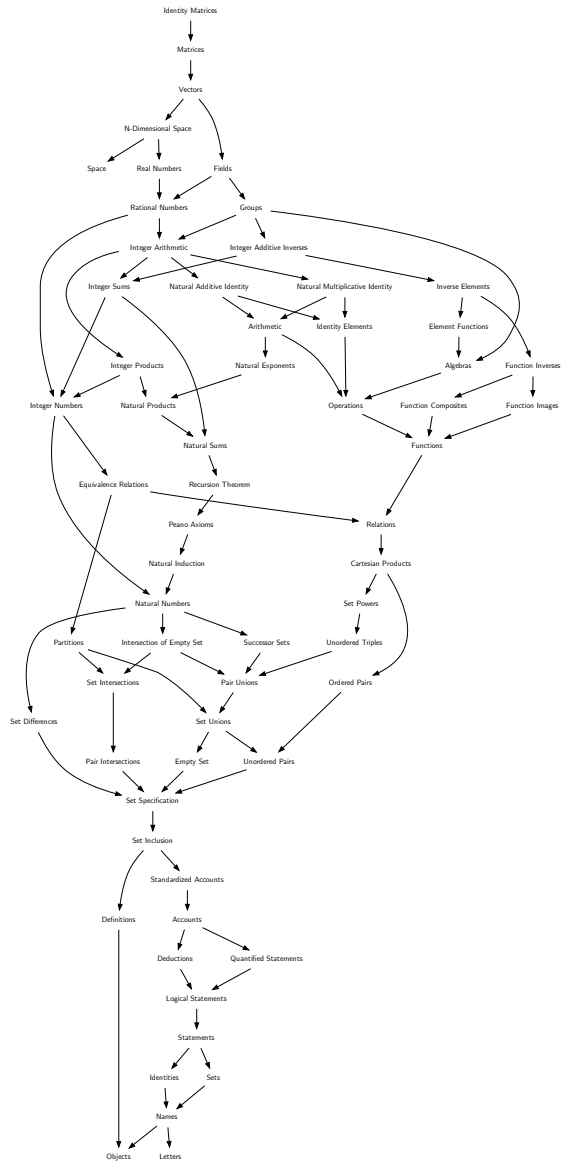 Identity Matrices
Matrices
Vectors
N-Dimensional Space
Space
Real Numbers
Fields
Rational Numbers
Groups
Integer Arithmetic
Integer Additive Inverses
Integer Sums
Natural Additive Identity
Natural Multiplicative Identity
Inverse Elements
Arithmetic
Identity Elements
Element Functions
Integer Products
Natural Exponents
Algebras
Function Inverses
Integer Numbers
Natural Products
Operations
Function Composites
Function Images
Natural Sums
Functions
Equivalence Relations
Recursion Theorem
Peano Axioms
Relations
Natural Induction
Cartesian Products
Natural Numbers
Set Powers
Partitions
Intersection of Empty Set
Successor Sets
Unordered Triples
Set Intersections
Pair Unions
Ordered Pairs
Set Differences
Set Unions
Pair Intersections
Empty Set
Unordered Pairs
Set Specification
Set Inclusion
Standardized Accounts
Definitions
Accounts
Deductions
Quantified Statements
Logical Statements
Statements
Identities
Sets
Names
Objects
Letters